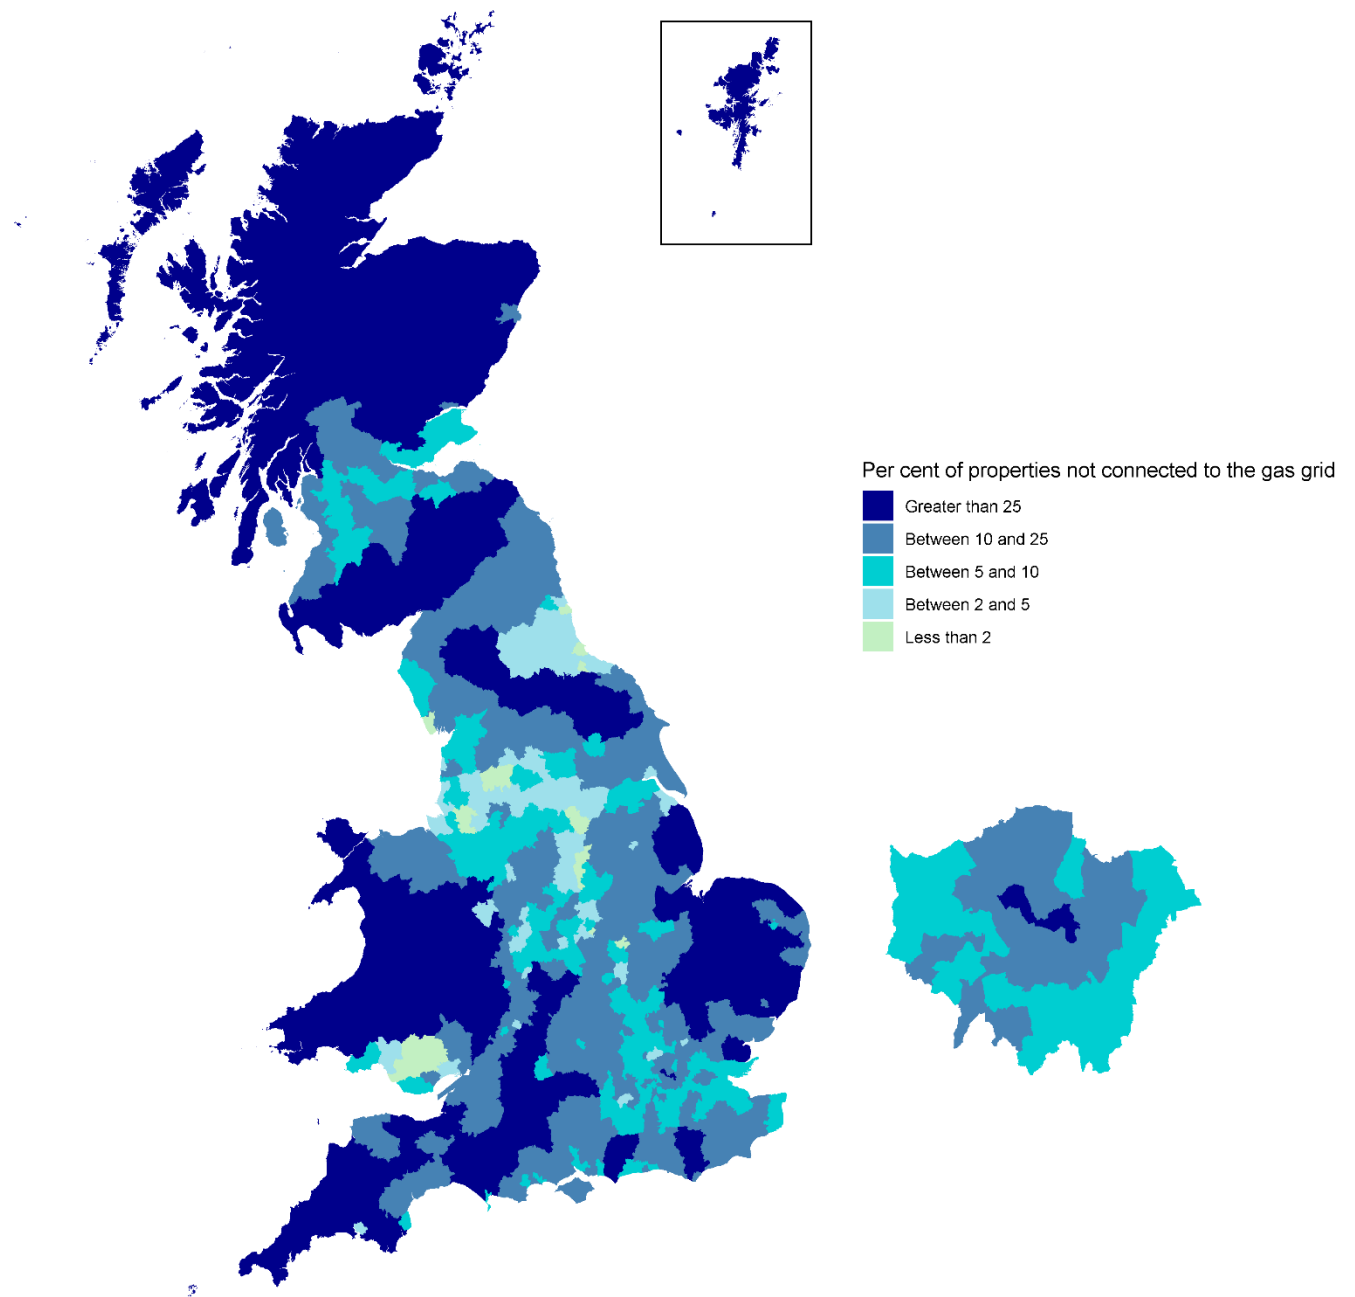 Per cent of properties not connected to the gas grid
Greater than 25
Between 10 and 25
Between 5 and 10
Between 2 and 5
Less than 2